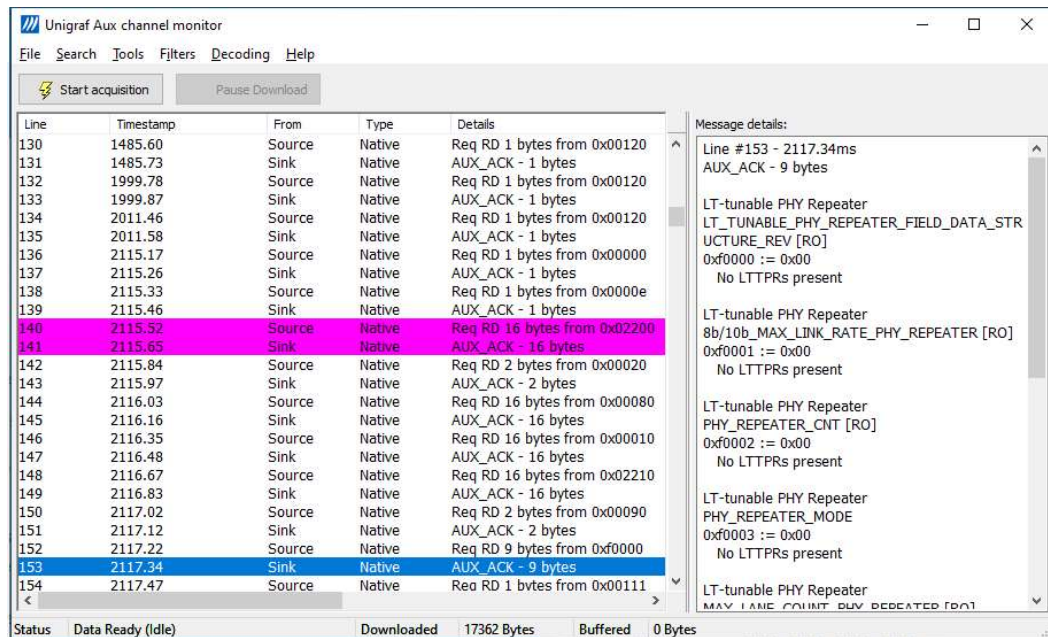 Unigraf Aux channel monitor
File Search Tools Filters Decoding Help
Start acquisition Pause Download
Line Timestamp From Type Details
130 1485.60 Source Native Req RD 1 bytes from 0x00120
131 1485.73 Sink Native AUX_ACK - 1 bytes
132 1999.78 Source Native Req RD 1 bytes from 0x00120
133 1999.87 Sink Native AUX_ACK - 1 bytes
134 2011.46 Source Native Req RD 1 bytes from 0x00120
135 2011.58 Sink Native AUX_ACK - 1 bytes
136 2115.17 Source Native Req RD 1 bytes from 0x00000
137 2115.26 Sink Native AUX_ACK - 1 bytes
138 2115.33 Source Native Req RD 1 bytes from 0x0000e
139 2115.46 Sink Native AUX_ACK - 1 bytes
140 2115.52 Source Native Req RD 16 bytes from 0x02200
141 2115.65 Sink Native AUX_ACK - 16 bytes
142 2115.84 Source Native Req RD 2 bytes from 0x00020
143 2115.97 Sink Native AUX_ACK - 2 bytes
144 2116.03 Source Native Req RD 16 bytes from 0x00080
145 2116.16 Sink Native AUX_ACK - 16 bytes
146 2116.35 Source Native Req RD 16 bytes from 0x00010
147 2116.48 Sink Native AUX_ACK - 16 bytes
148 2116.67 Source Native Req RD 16 bytes from 0x02210
149 2116.83 Sink Native AUX_ACK - 16 bytes
150 2117.02 Source Native Req RD 2 bytes from 0x00090
151 2117.12 Sink Native AUX_ACK - 2 bytes
152 2117.22 Source Native Req RD 9 bytes from 0xf0000
153 2117.34 Sink Native AUX_ACK - 9 bytes
154 2117.47 Source Native Req RD 1 bytes from 0x00111
Message details:
Line #153 - 2117.34ms
AUX_ACK - 9 bytes
LT-tunable PHY Repeater
LT_TUNABLE_PHY_REPEATER_FIELD_DATA_STR
UCTURE_REV [RO]
0xf0000 := 0x00
No LTTPRs present
LT-tunable PHY Repeater
8b/10b_MAX_LINK_RATE_PHY_REPEATER [RO]
0xf0001 := 0x00
No LTTPRs present
LT-tunable PHY Repeater
PHY_REPEATER_CNT [RO]
0xf0002 := 0x00
No LTTPRs present
LT-tunable PHY Repeater
PHY_REPEATER_MODE
0xf0003 := 0x00
No LTTPRs present
LT-tunable PHY Repeater
MAX_LANE_COUNT_PHY_REPEATER [RO]
Status Data Ready (Idle) Downloaded 17362 Bytes Buffered 0 Bytes